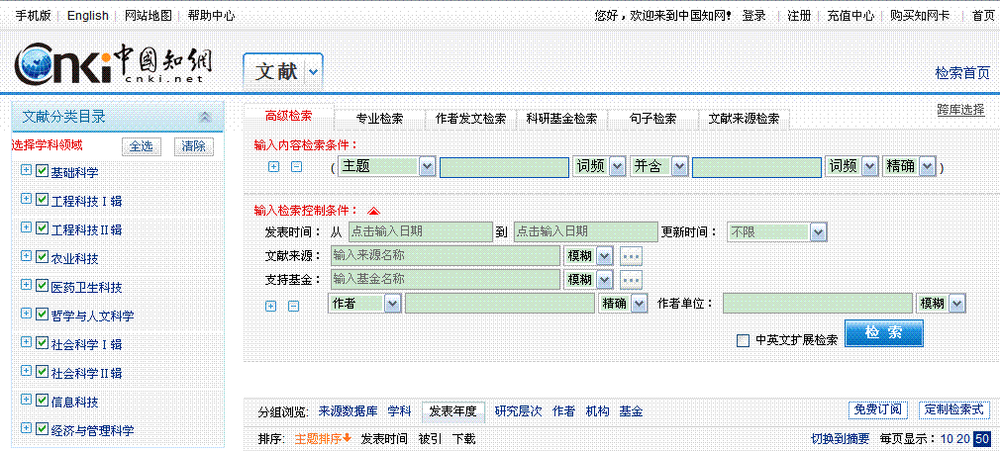 手机版 English 网站地图 帮助中心 您好,欢迎来到中国知网! 登录 注册 充值中心 购买知网卡 首页
Cnki 中國知網
cnki.net
文献
检索首页
文献分类目录
选择学科领域 全选 清除
基础科学
工程科技Ⅰ辑
工程科技Ⅱ辑
农业科技
医药卫生科技
哲学与人文科学
社会科学Ⅰ辑
社会科学Ⅱ辑
信息科技
经济与管理科学
高级检索 专业检索 作者发文检索 科研基金检索 句子检索 文献来源检索 跨库选择
输入内容检索条件:
( 主题 词频 并含 词频 精确 )
输入检索控制条件:
发表时间: 从 点击输入日期 到 点击输入日期 更新时间: 不限
文献来源: 输入来源名称 模糊 ...
支持基金: 输入基金名称 模糊 ...
作者 精确 作者单位: 模糊
中英文扩展检索 检 索
分组浏览: 来源数据库 学科 发表年度 研究层次 作者 机构 基金 免费订阅 定制检索式
排序: 主题排序 发表时间 被引 下载 切换到摘要 每页显示: 10 20 50